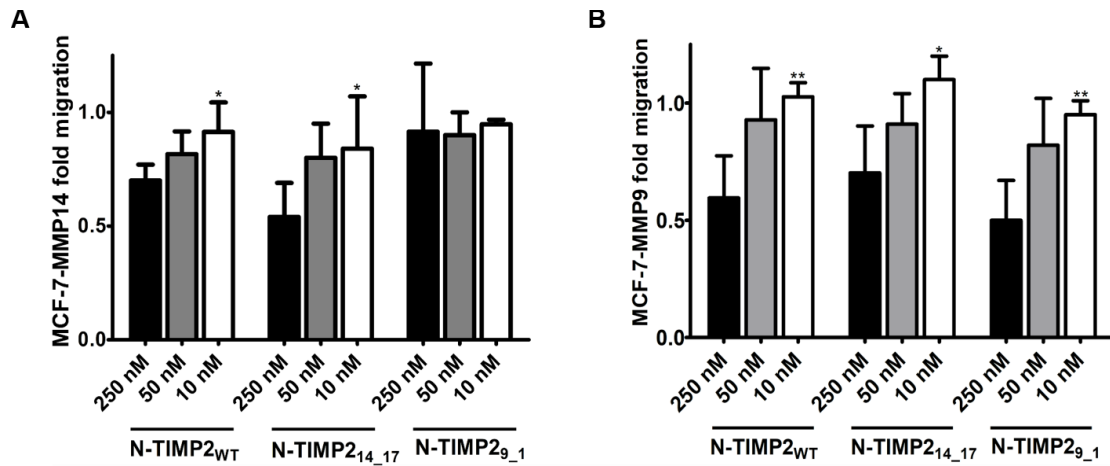 A
MCF-7-MMP14 fold migration
1.0
0.5
0.0
* *
250 nM 50 nM 10 nM 250 nM 50 nM 10 nM 250 nM 50 nM 10 nM
N-TIMP2WT N-TIMP214_17 N-TIMP29_1
B
MCF-7-MMP9 fold migration
1.0
0.5
0.0
** * **
250 nM 50 nM 10 nM 250 nM 50 nM 10 nM 250 nM 50 nM 10 nM
N-TIMP2WT N-TIMP214_17 N-TIMP29_1